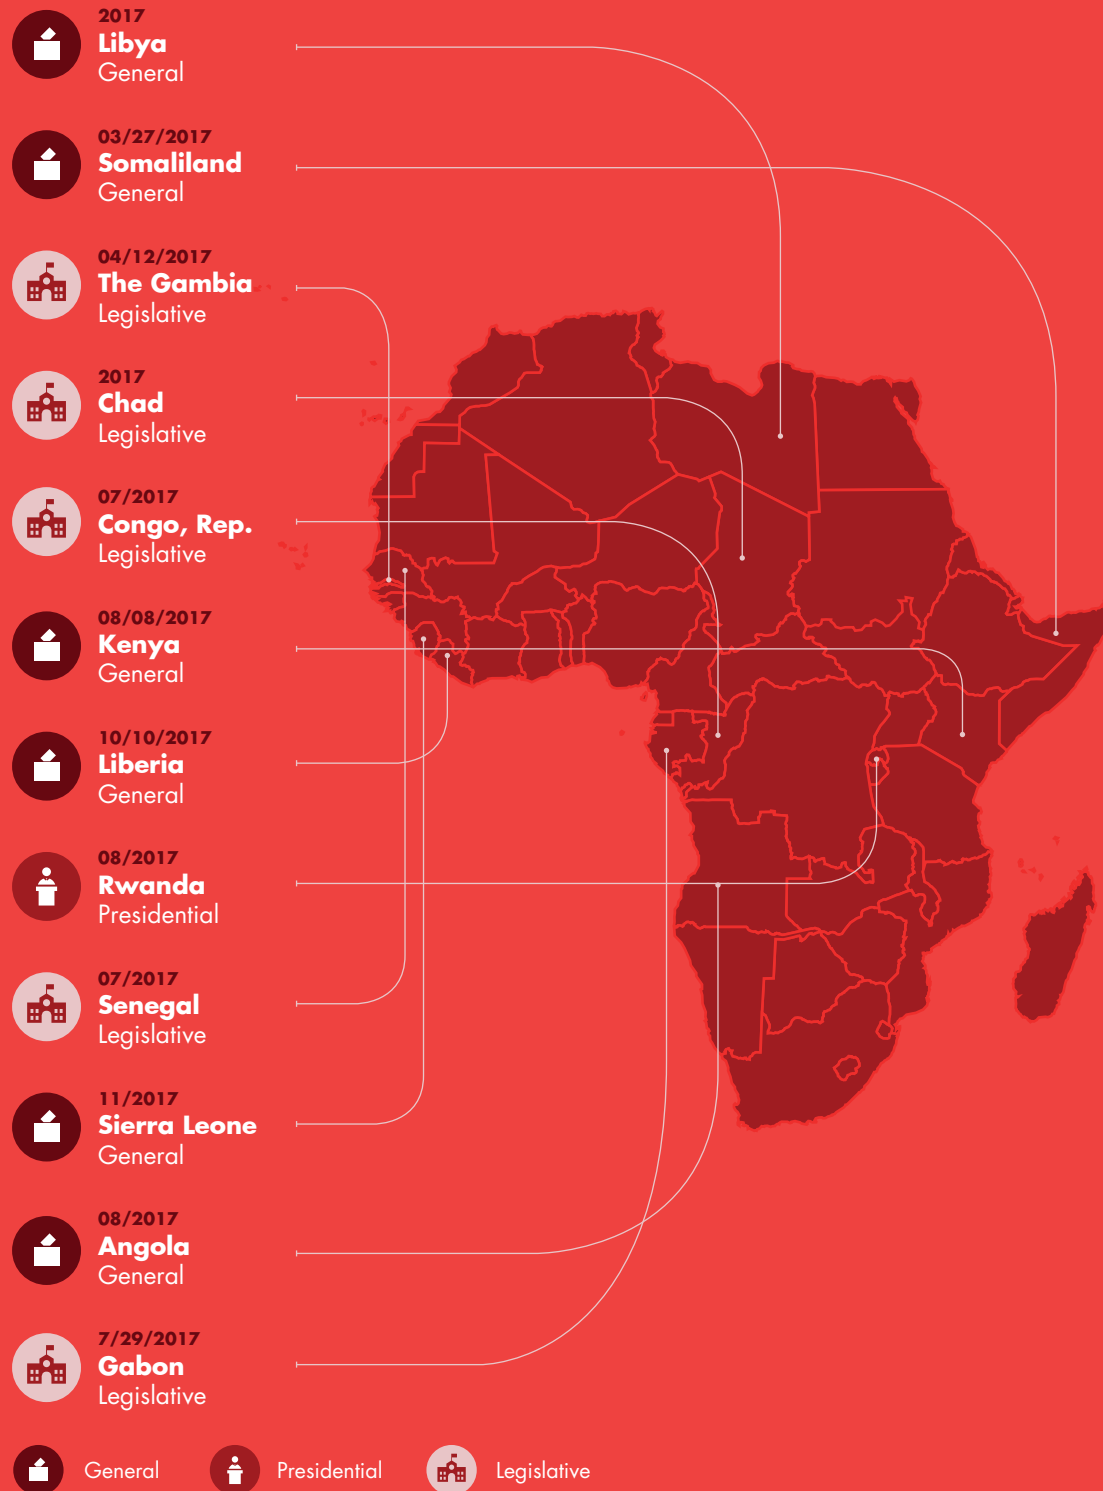 2017
Libya
General
03/27/2017
Somaliland
General
04/12/2017
The Gambia
Legislative
2017
Chad
Legislative
07/2017
Congo, Rep.
Legislative
08/08/2017
Kenya
General
10/10/2017
Liberia
General
08/2017
Rwanda
Presidential
07/2017
Senegal
Legislative
11/2017
Sierra Leone
General
08/2017
Angola
General
7/29/2017
Gabon
Legislative
General Presidential Legislative